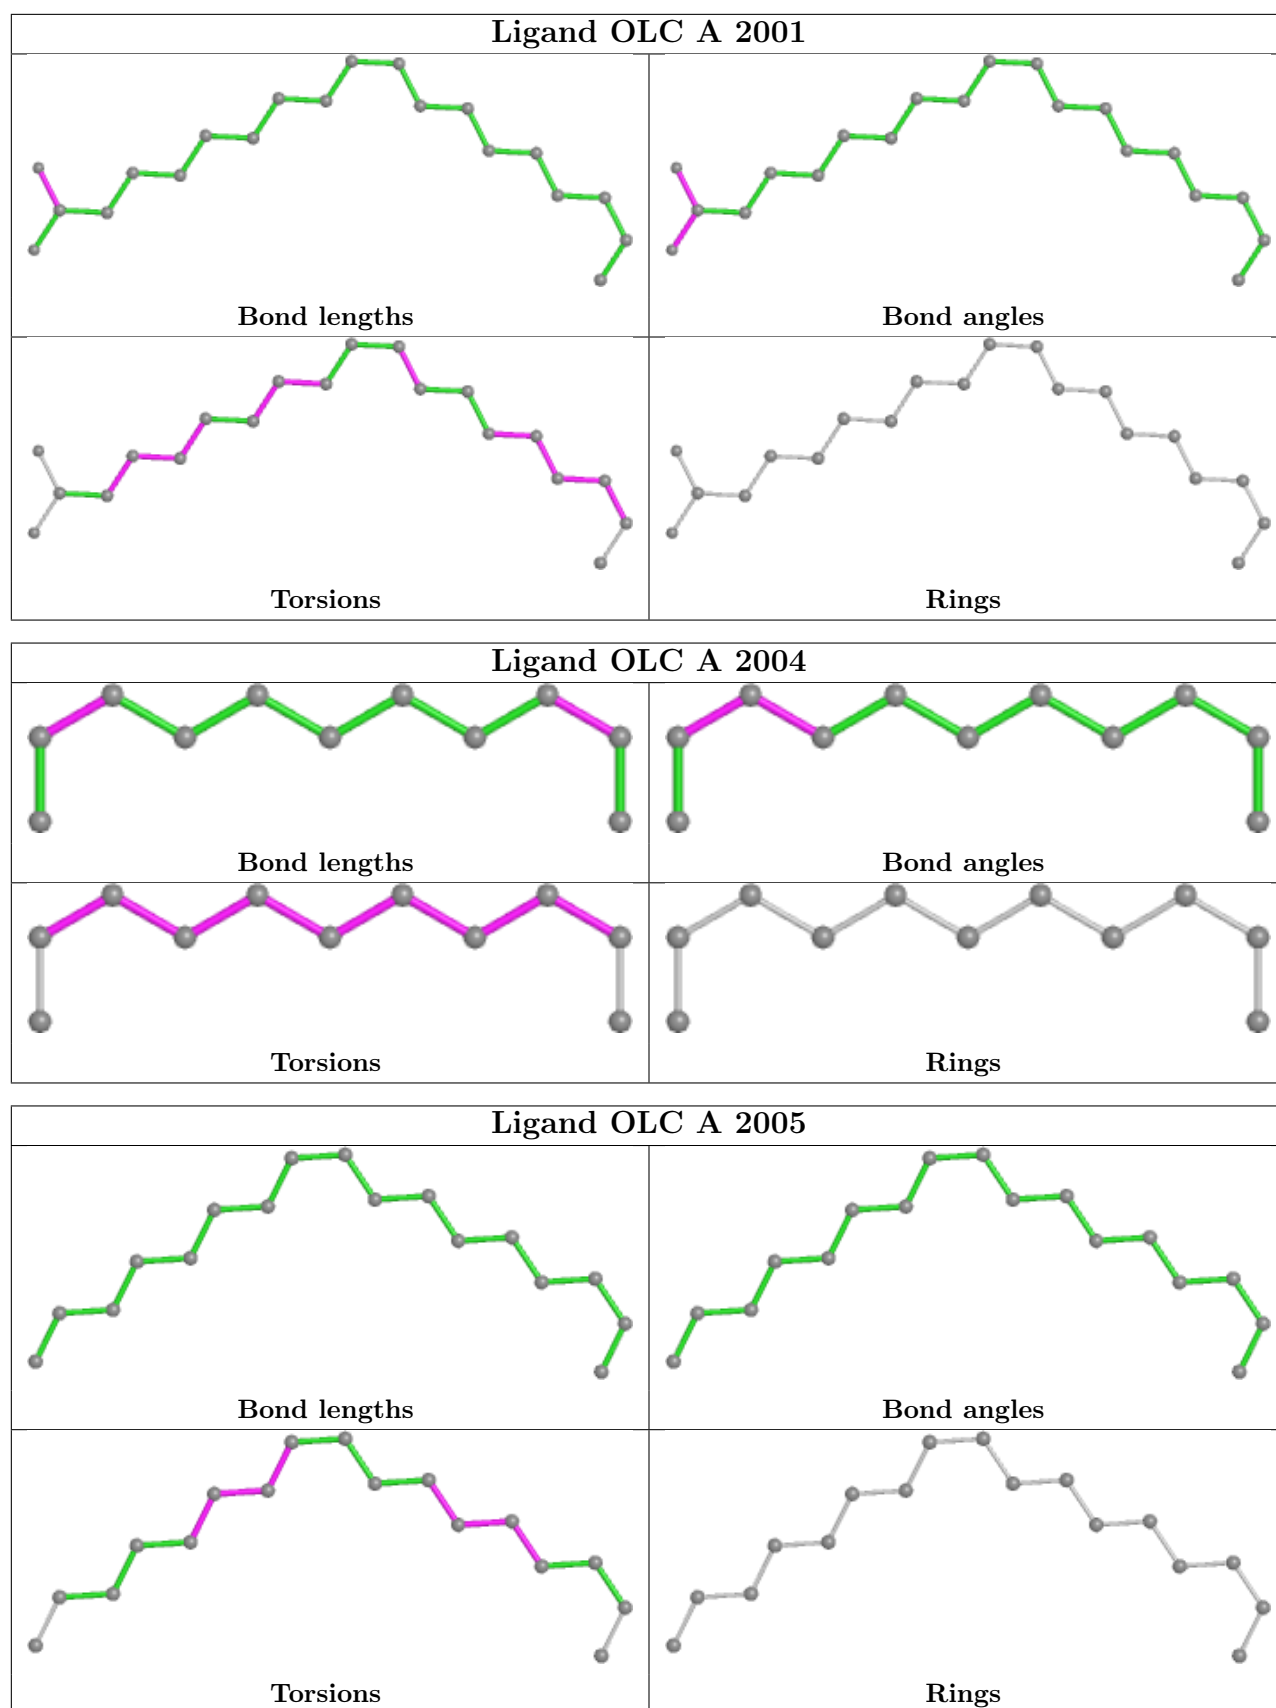 Ligand OLC A 2001
Bond lengths
Bond angles
Torsions
Rings
Ligand OLC A 2004
Bond lengths
Bond angles
Torsions
Rings
Ligand OLC A 2005
Bond lengths
Bond angles
Torsions
Rings